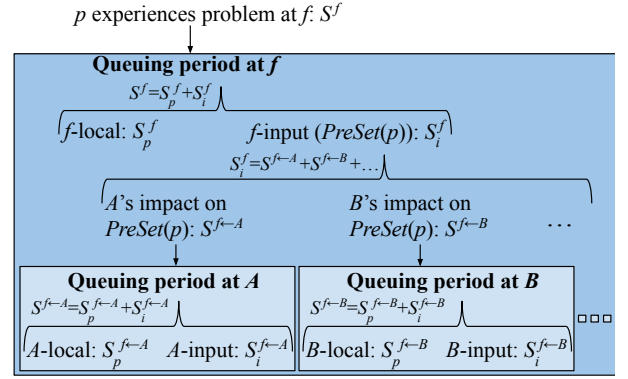 p experiences problem at f: S^f
Queuing period at f
S^f=S_p^f+S_i^f
f-local: S_p^f f-input (PreSet(p)): S_i^f
S_i^f=S^{f←A}+S^{f←B}+…
A's impact on PreSet(p): S^{f←A}
B's impact on PreSet(p): S^{f←B}
…
Queuing period at A
S^{f←A}=S_p^{f←A}+S_i^{f←A}
A-local: S_p^{f←A} A-input: S_i^{f←A}
Queuing period at B
S^{f←B}=S_p^{f←B}+S_i^{f←B}
B-local: S_p^{f←B} B-input: S_i^{f←B}